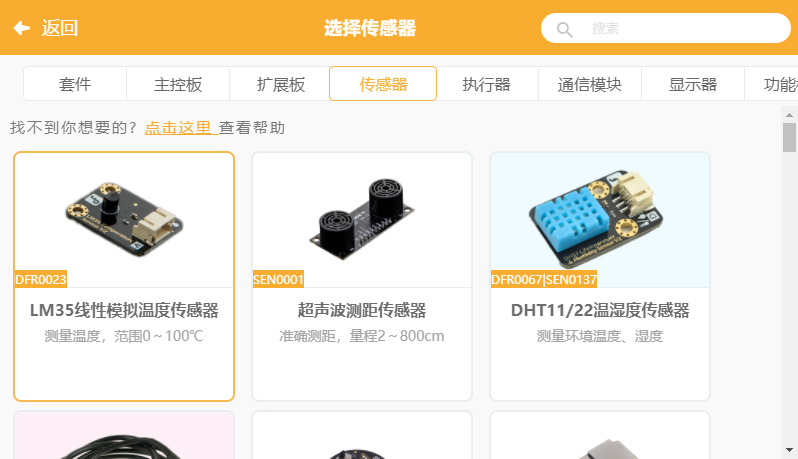 返回
选择传感器
搜索
套件
主控板
扩展板
传感器
执行器
通信模块
显示器
功能
找不到你想要的? 点击这里 查看帮助
DFR0023
SEN0001
DFR0067|SEN0137
LM35线性模拟温度传感器
超声波测距传感器
DHT11/22温湿度传感器
测量温度，范围0～100℃
准确测距，量程2～800cm
测量环境温度、湿度